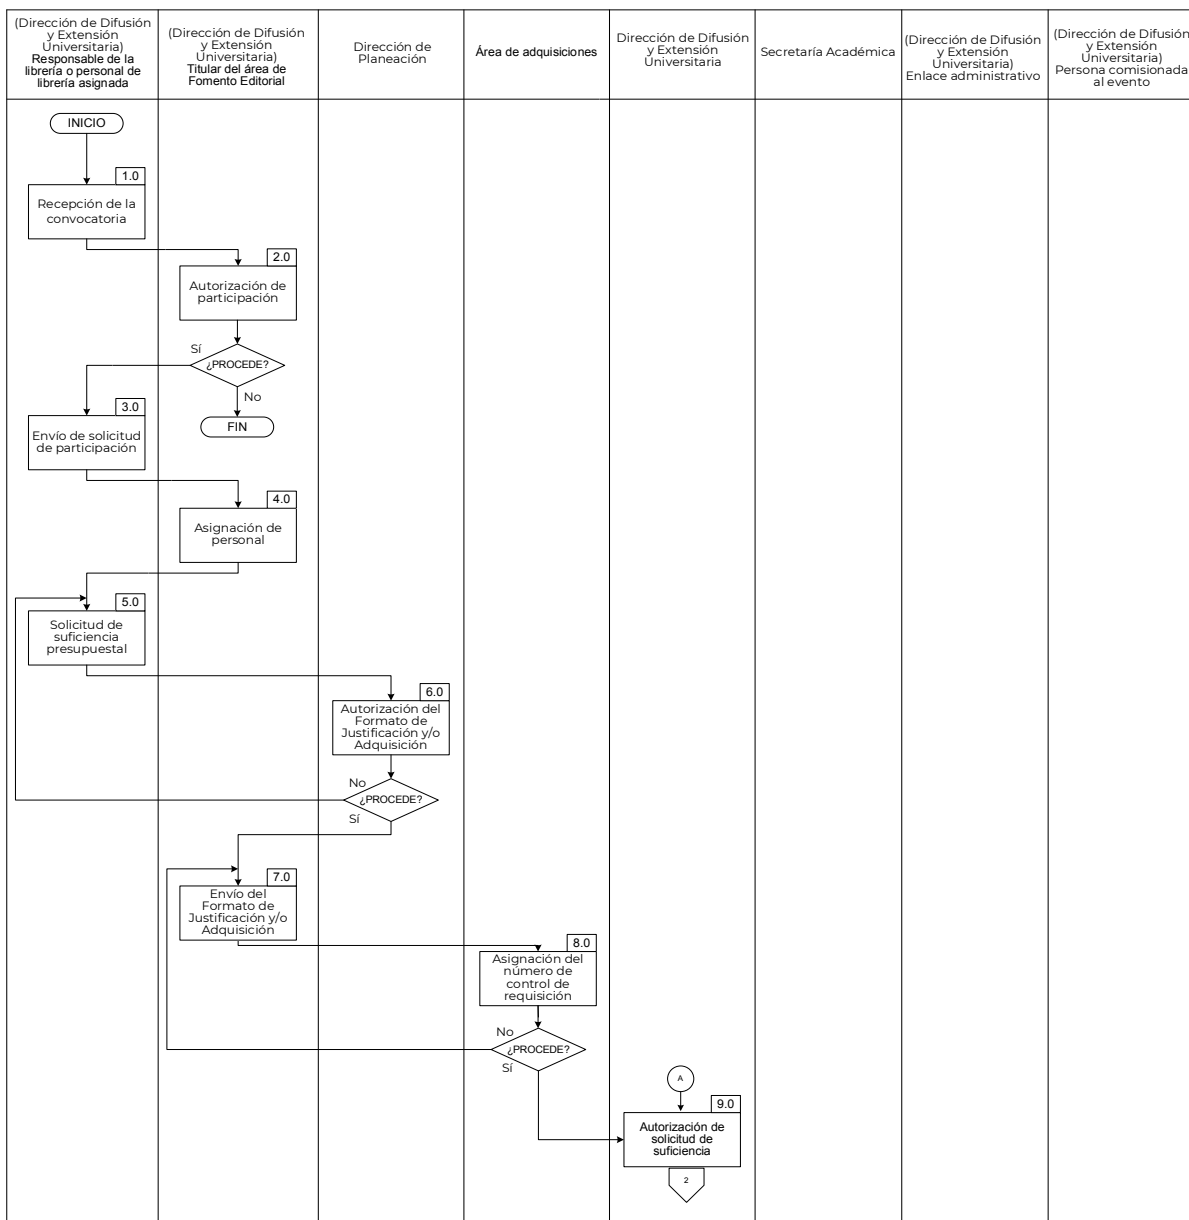 (Dirección de Difusión
y Extensión
Universitaria)
Responsable de la
librería o personal de
librería asignada
(Dirección de Difusión
y Extensión
Universitaria)
Titular del área de
Fomento Editorial
Dirección de
Planeación
Área de adquisiciones
Dirección de Difusión
y Extensión
Universitaria
Secretaría Académica
(Dirección de Difusión
y Extensión
Universitaria)
Enlace administrativo
(Dirección de Difusión
y Extensión
Universitaria)
Persona comisionada
al evento
INICIO
1.0
Recepción de la
convocatoria
2.0
Autorización de
participación
Sí
¿PROCEDE?
No
FIN
3.0
Envío de solicitud
de participación
4.0
Asignación de
personal
5.0
Solicitud de
suficiencia
presupuestal
6.0
Autorización del
Formato de
Justificación y/o
Adquisición
No
¿PROCEDE?
Sí
7.0
Envío del
Formato de
Justificación y/o
Adquisición
8.0
Asignación del
número de
control de
requisición
No
¿PROCEDE?
Sí
A
9.0
Autorización de
solicitud de
suficiencia
2